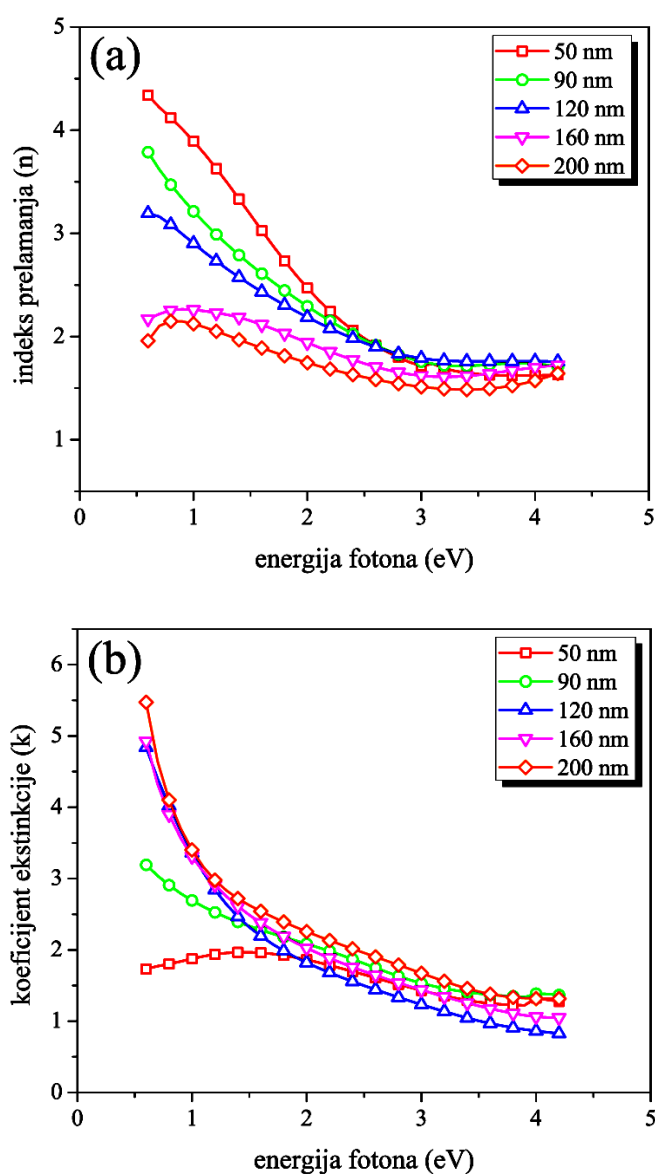 (a)
50 nm
90 nm
120 nm
160 nm
200 nm
5
4
3
2
1
indeks prelamanja (n)
0 1 2 3 4 5
energija fotona (eV)
(b)
50 nm
90 nm
120 nm
160 nm
200 nm
6
5
4
3
2
1
0
koeficijent ekstinkcije (k)
0 1 2 3 4 5
energija fotona (eV)